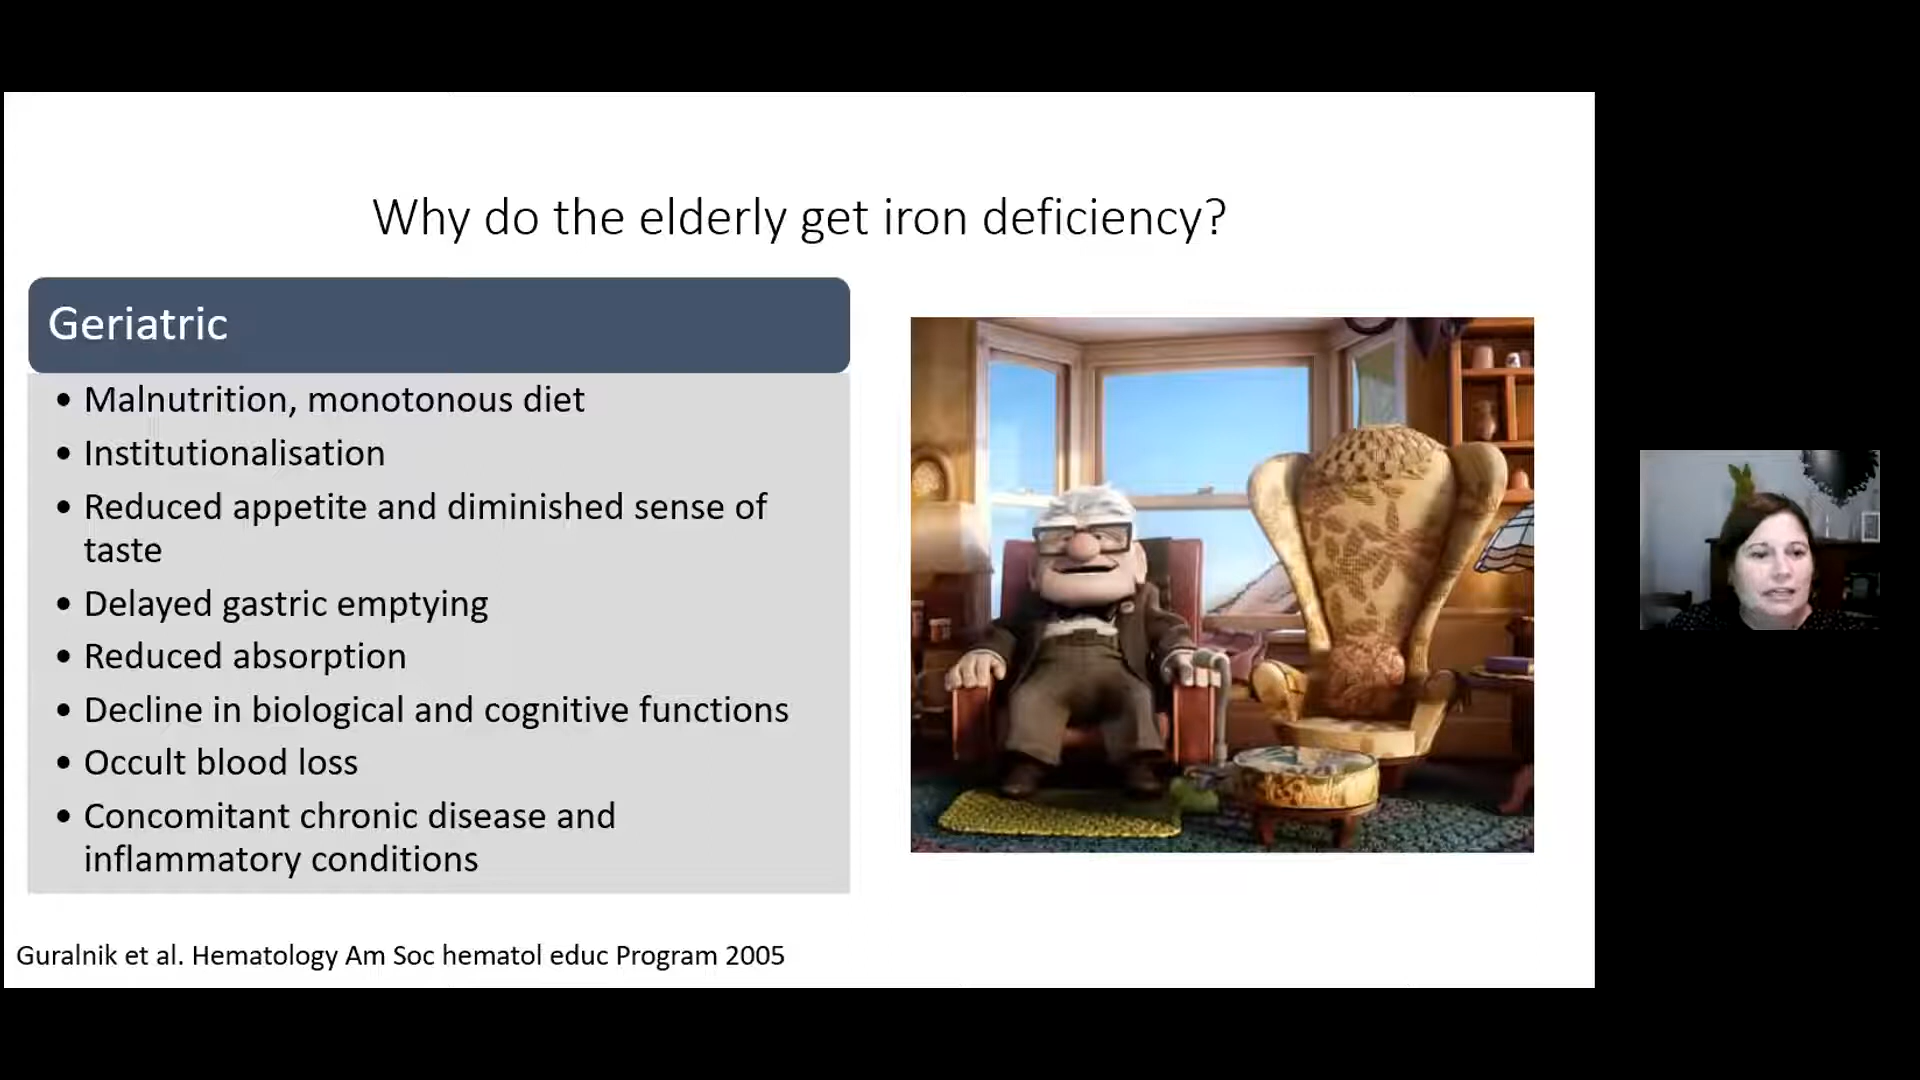 Why do the elderly get iron deficiency?
Geriatric
• Malnutrition, monotonous diet
• Institutionalisation
• Reduced appetite and diminished sense of
taste
• Delayed gastric emptying
• Reduced absorption
• Decline in biological and cognitive functions
• Occult blood loss
• Concomitant chronic disease and
inflammatory conditions
Guralnik et al. Hematology Am Soc hematol educ Program 2005